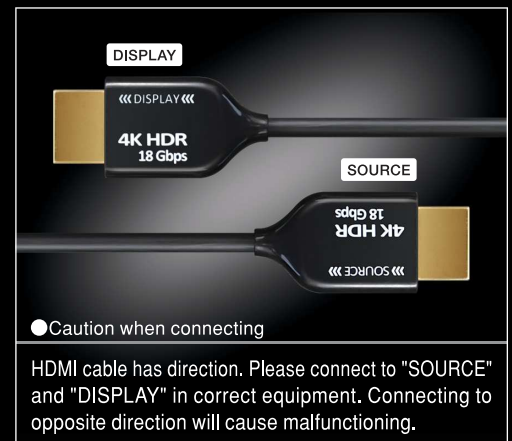 DISPLAY
‹‹‹ DISPLAY ‹‹‹
4K HDR
18 Gbps
SOURCE
18 Gbps
4K HDR
››› SOURCE ›››
●Caution when connecting
HDMI cable has direction. Please connect to "SOURCE"
and "DISPLAY" in correct equipment. Connecting to
opposite direction will cause malfunctioning.